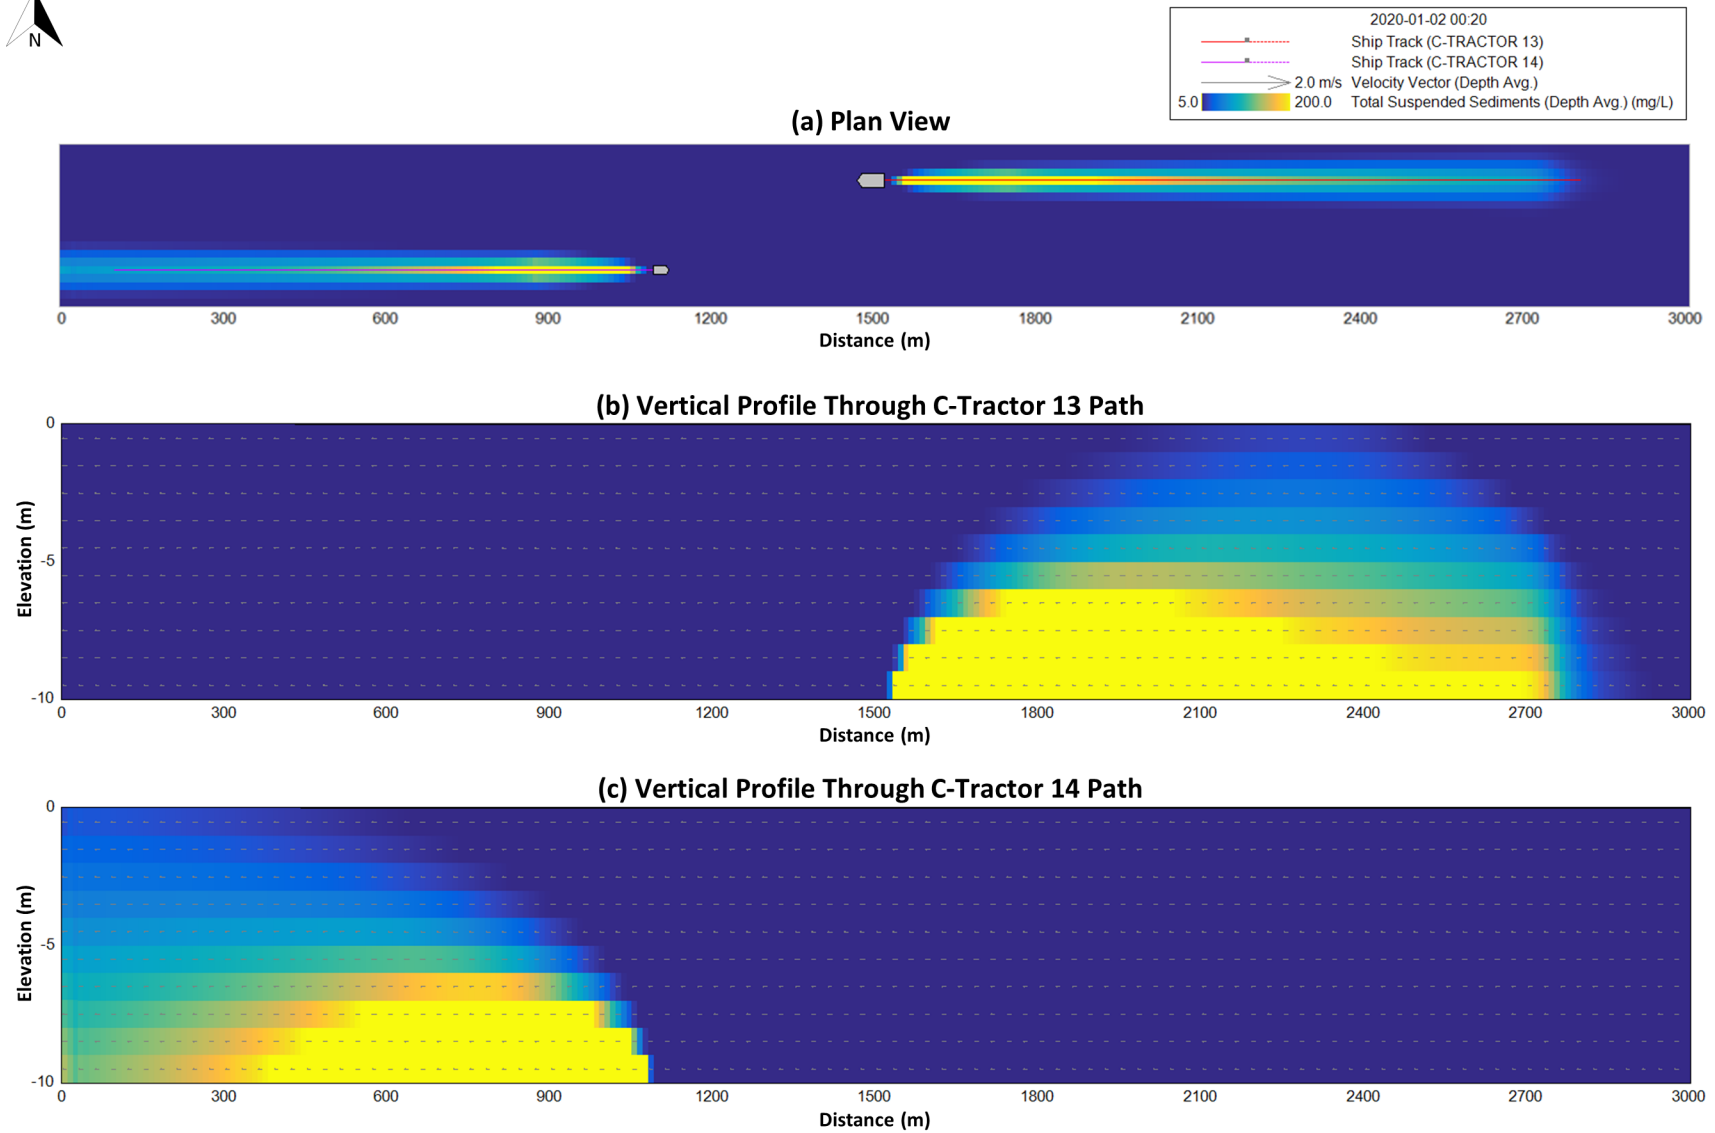 N
2020-01-02 00:20
Ship Track (C-TRACTOR 13)
Ship Track (C-TRACTOR 14)
2.0 m/s Velocity Vector (Depth Avg.)
5.0 200.0 Total Suspended Sediments (Depth Avg.) (mg/L)
(a) Plan View
0 300 600 900 1200 1500 1800 2100 2400 2700 3000
Distance (m)
(b) Vertical Profile Through C-Tractor 13 Path
0
-5
-10
Elevation (m)
0 300 600 900 1200 1500 1800 2100 2400 2700 3000
Distance (m)
(c) Vertical Profile Through C-Tractor 14 Path
0
-5
-10
Elevation (m)
0 300 600 900 1200 1500 1800 2100 2400 2700 3000
Distance (m)